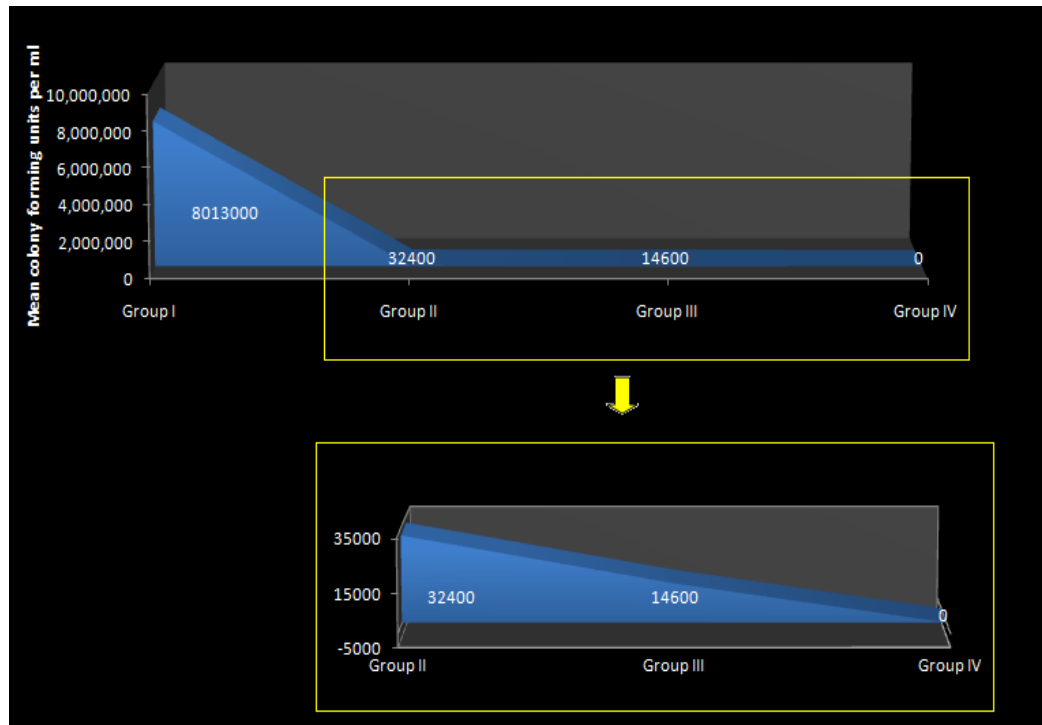 Mean colony forming units per ml
10,000,000
8,000,000
6,000,000
4,000,000
2,000,000
0
8013000
32400
14600
0
Group I
Group II
Group III
Group IV
35000
15000
-5000
32400
14600
0
Group II
Group III
Group IV